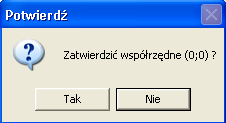 Potwierdź
Zatwierdzić współrzędne (0;0) ?
Tak
Nie